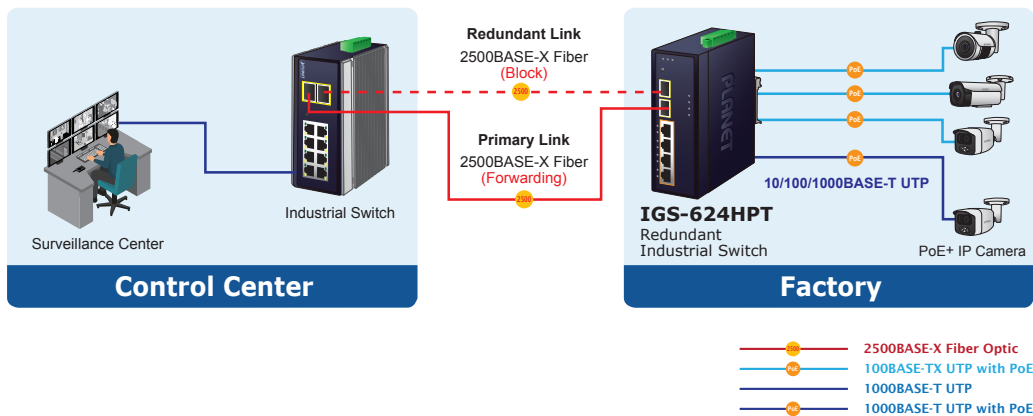 Redundant Link
2500BASE-X Fiber
(Block)
2500
Primary Link
2500BASE-X Fiber
(Forwarding)
2500
PLANET
PoE
PoE
PoE
PoE
10/100/1000BASE-T UTP
Surveillance Center
Industrial Switch
IGS-624HPT
Redundant
Industrial Switch
PoE+ IP Camera
Control Center
Factory
2500
2500BASE-X Fiber Optic
PoE
100BASE-TX UTP with PoE
1000BASE-T UTP
PoE
1000BASE-T UTP with PoE